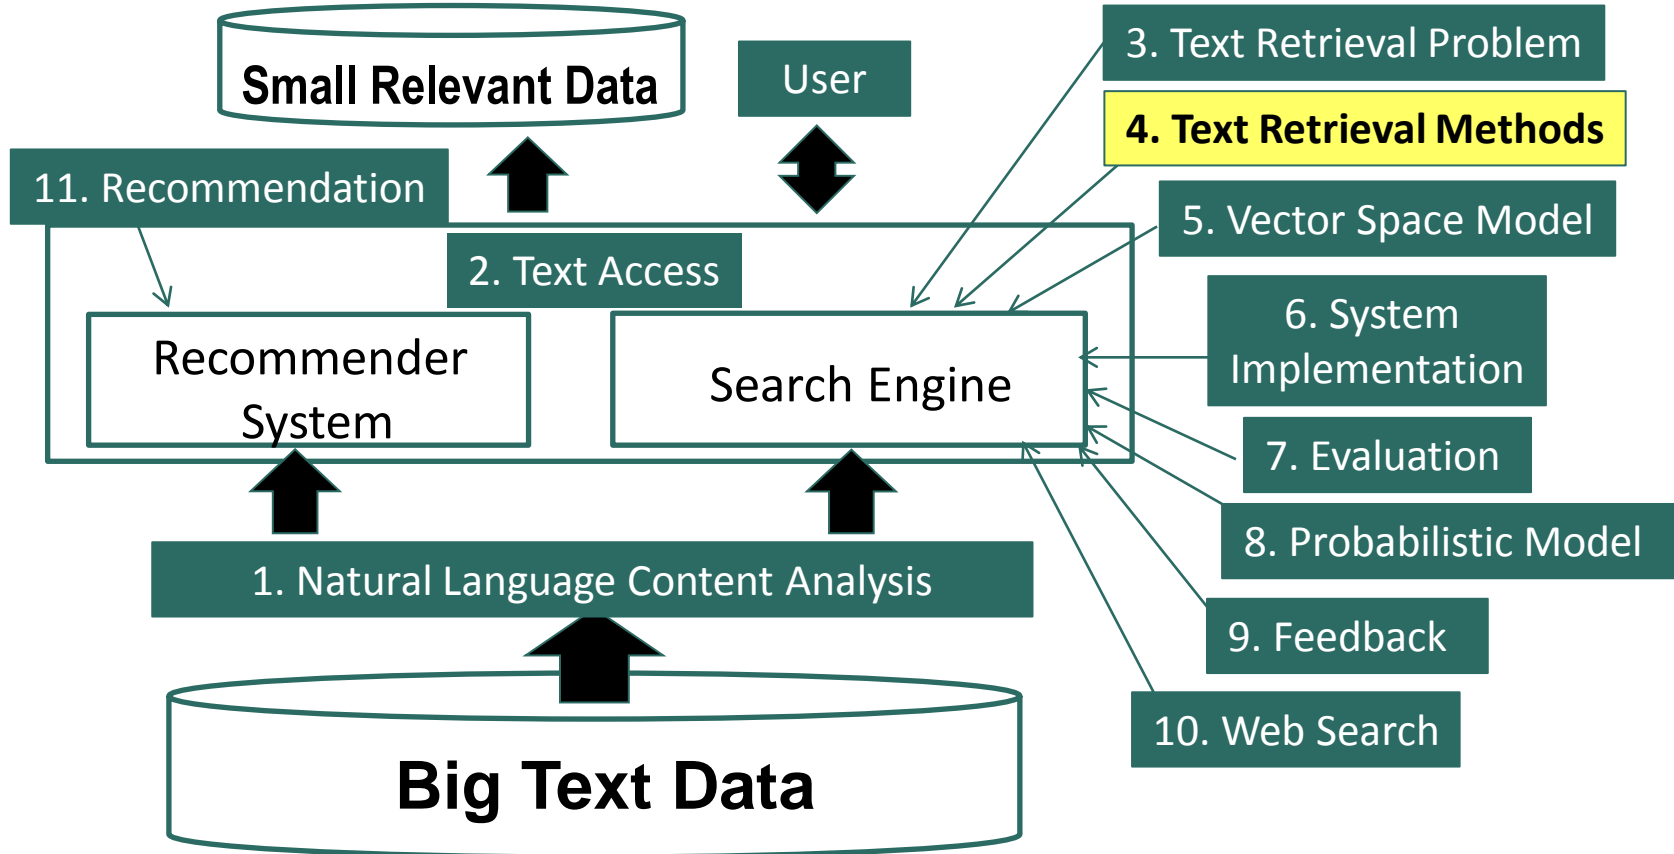 Small Relevant Data
User
3. Text Retrieval Problem
4. Text Retrieval Methods
11. Recommendation
5. Vector Space Model
2. Text Access
6. System
Implementation
Recommender
System
Search Engine
7. Evaluation
8. Probabilistic Model
1. Natural Language Content Analysis
9. Feedback
10. Web Search
Big Text Data